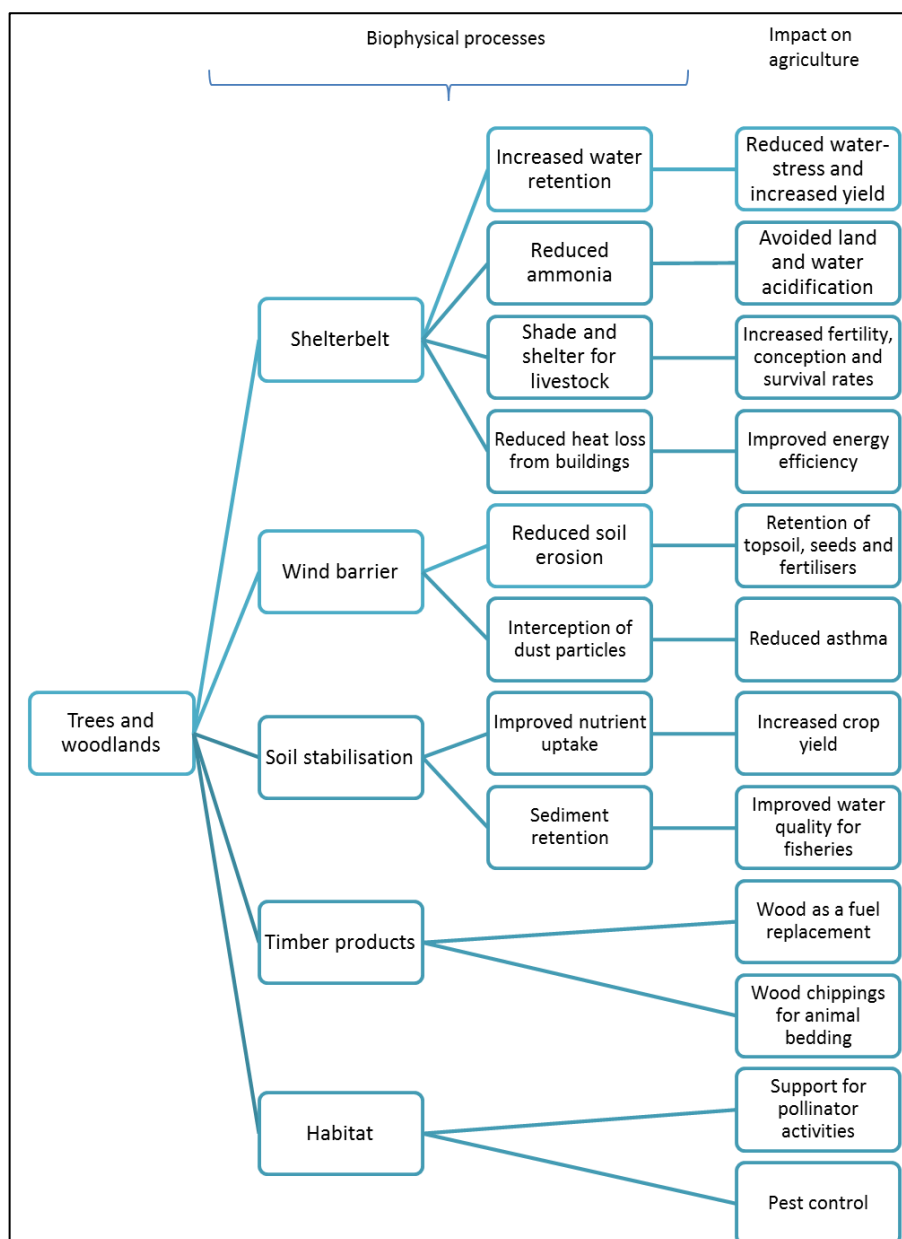 Biophysical processes
Impact on
agriculture
Increased water
retention
Reduced water-
stress and
increased yield
Reduced
ammonia
Avoided land
and water
acidification
Shelterbelt
Shade and
shelter for
livestock
Increased fertility,
conception and
survival rates
Reduced heat loss
from buildings
Improved energy
efficiency
Wind barrier
Reduced soil
erosion
Retention of
topsoil, seeds and
fertilisers
Interception of
dust particles
Reduced asthma
Trees and
woodlands
Soil stabilisation
Improved nutrient
uptake
Increased crop
yield
Sediment
retention
Improved water
quality for
fisheries
Timber products
Wood as a fuel
replacement
Wood chippings
for animal
bedding
Habitat
Support for
pollinator
activities
Pest control